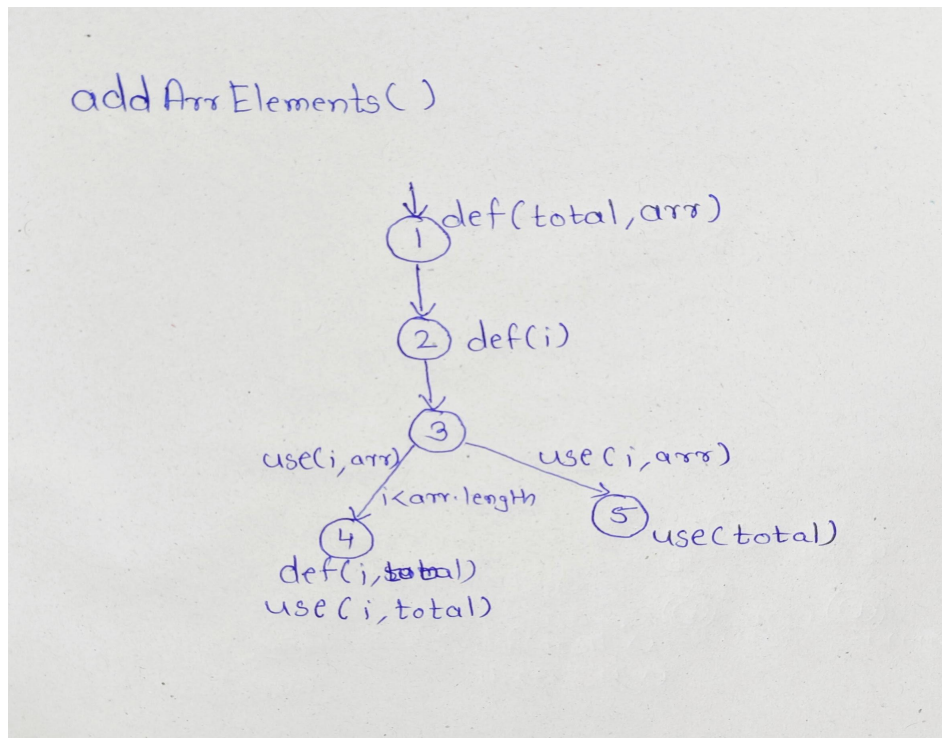 addArrElements()
def(total,arr)
1
2 def(i)
3
use(i,arr) use(i,arr)
i<arr.length
5
4
use(total)
def(i,total)
use(i,total)